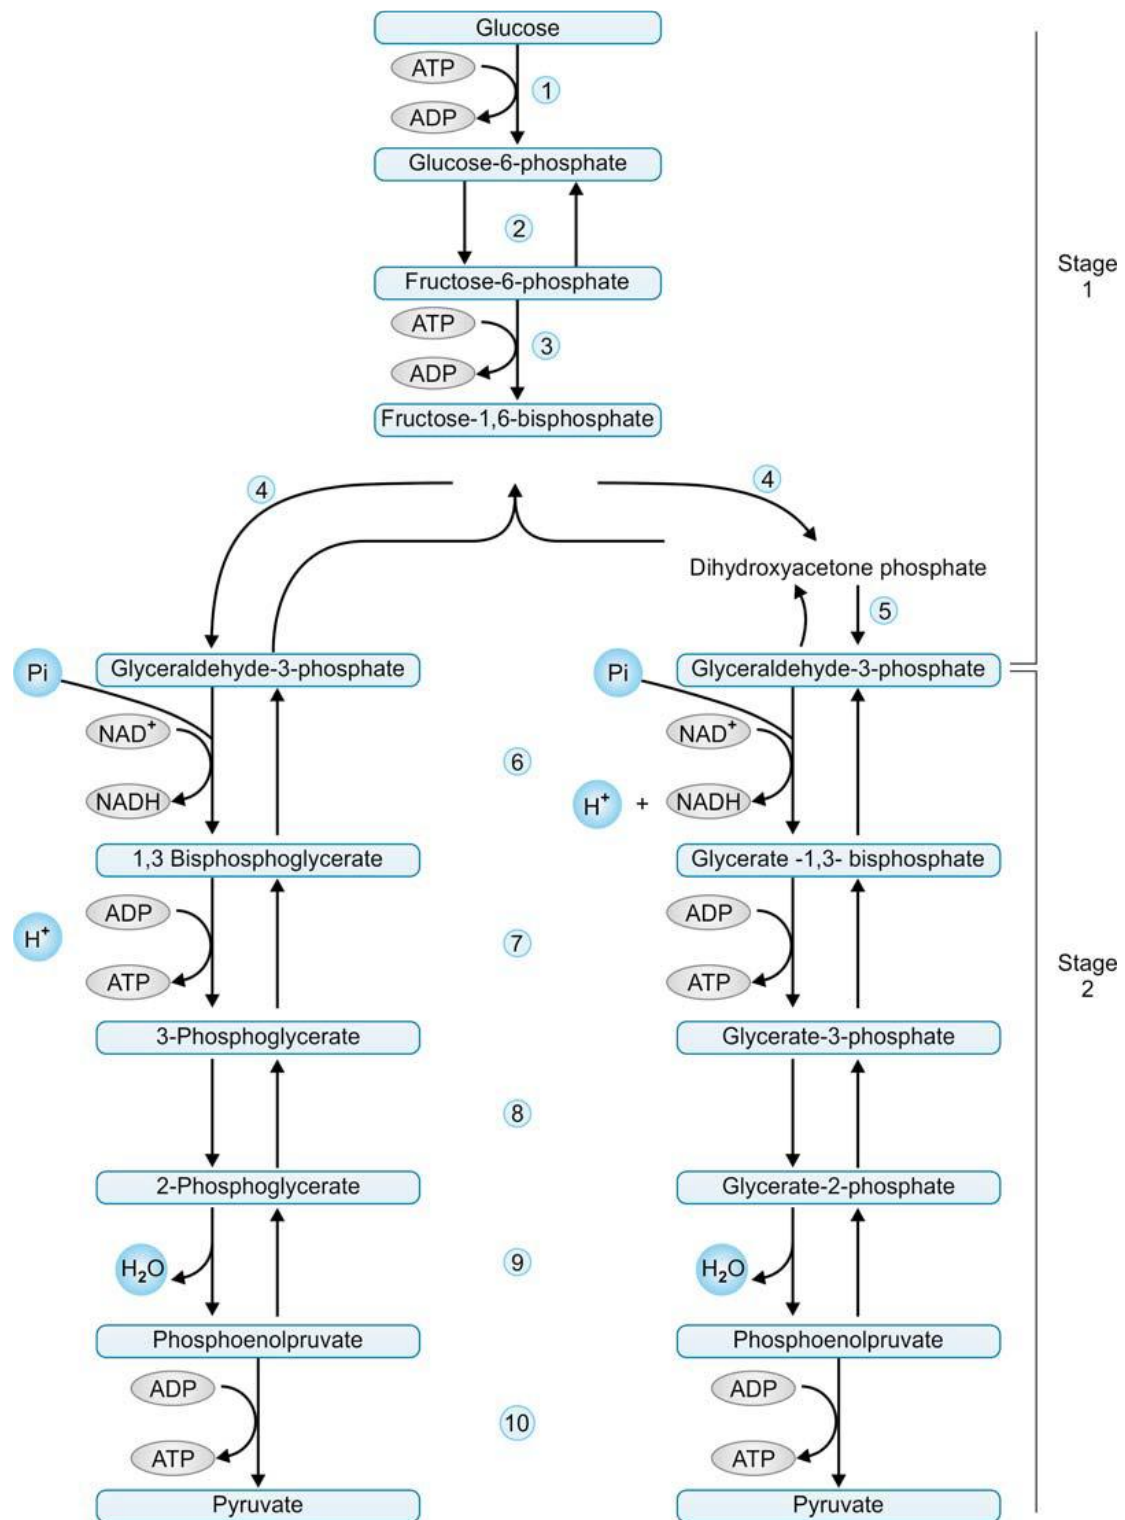 Glucose
ATP
1
ADP
Glucose-6-phosphate
2
Stage
1
Fructose-6-phosphate
ATP
3
ADP
Fructose-1,6-bisphosphate
4
4
Dihydroxyacetone phosphate
5
Pi
Glyceraldehyde-3-phosphate
Pi
Glyceraldehyde-3-phosphate
NAD+
6
NAD+
NADH
H+ + NADH
1,3 Bisphosphoglycerate
Glycerate -1,3- bisphosphate
ADP
ADP
H+
7
Stage
2
ATP
ATP
3-Phosphoglycerate
Glycerate-3-phosphate
8
2-Phosphoglycerate
Glycerate-2-phosphate
H2O
9
H2O
Phosphoenolpruvate
Phosphoenolpruvate
ADP
ADP
10
ATP
ATP
Pyruvate
Pyruvate